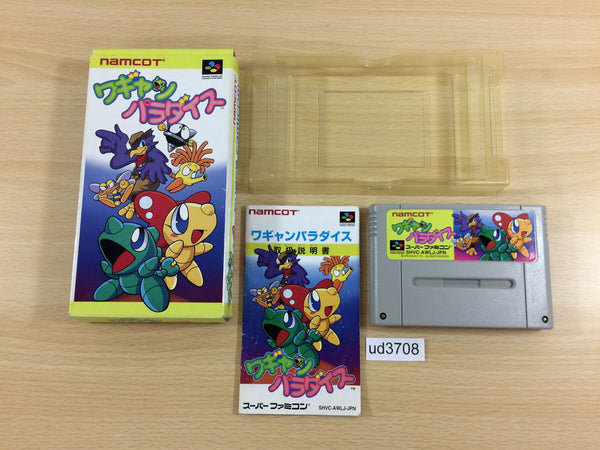 namcot
ワギャン
パラダイス
namcot
ワギャンパラダイス
取扱説明書
ワギャン
パラダイス
スーパーファミコン
SHVC-AWLJ-JPN
namcot
ワギャン
パラダイス
スーパーファミコン
SHVC-AWLJ-JPN
ud3708